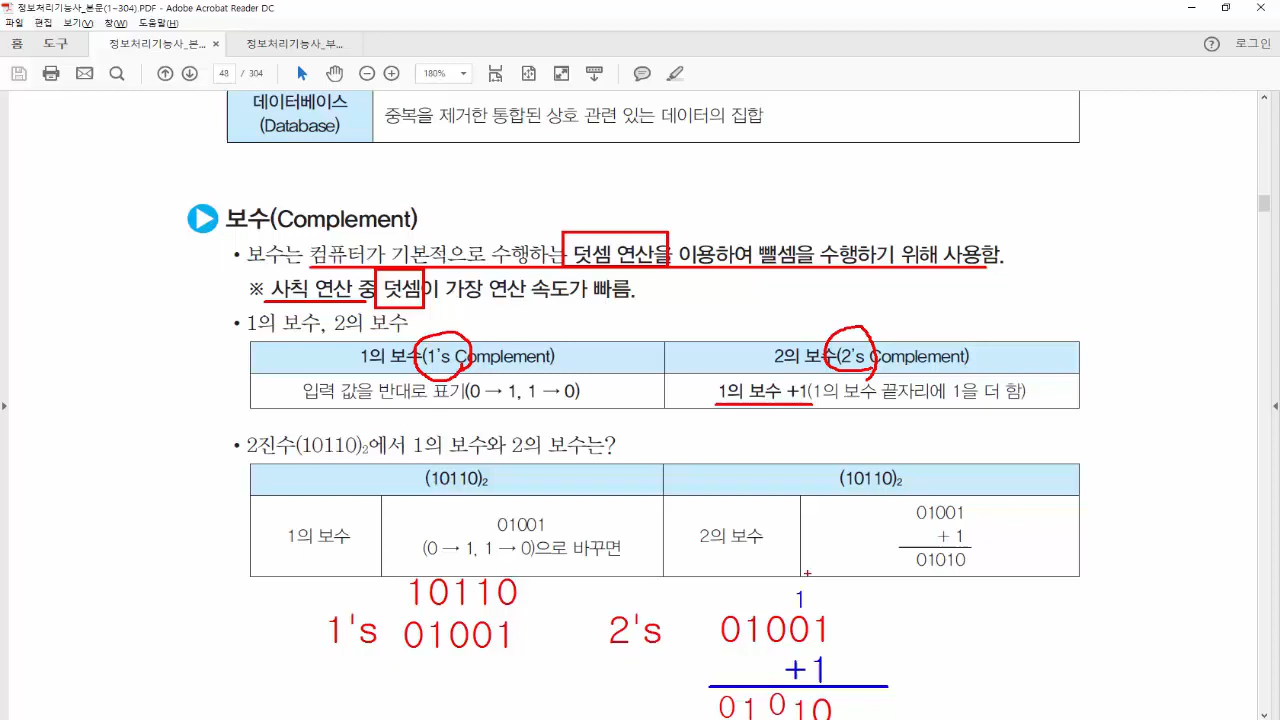 정보처리기능사_본문(1~304).PDF - Adobe Acrobat Reader DC
파일 편집 보기(V) 창(W) 도움말(H)
홈 도구 정보처리기능사_본... × 정보처리기능사_부... ? 로그인
48 / 304 180%
데이터베이스
(Database)
중복을 제거한 통합된 상호 관련 있는 데이터의 집합
보수(Complement)
• 보수는 컴퓨터가 기본적으로 수행하는 덧셈 연산을 이용하여 뺄셈을 수행하기 위해 사용함.
※ 사칙 연산 중 덧셈이 가장 연산 속도가 빠름.
• 1의 보수, 2의 보수
1의 보수(1's Complement) 2의 보수(2's Complement)
입력 값을 반대로 표기(0 → 1, 1 → 0) 1의 보수 +1(1의 보수 끝자리에 1을 더 함)
• 2진수(10110)₂에서 1의 보수와 2의 보수는?
(10110)₂ (10110)₂
1의 보수
01001
(0 → 1, 1 → 0)으로 바꾸면
2의 보수
01001
+ 1
01010
10110
1's 01001
1
2's 01001
+1
01010